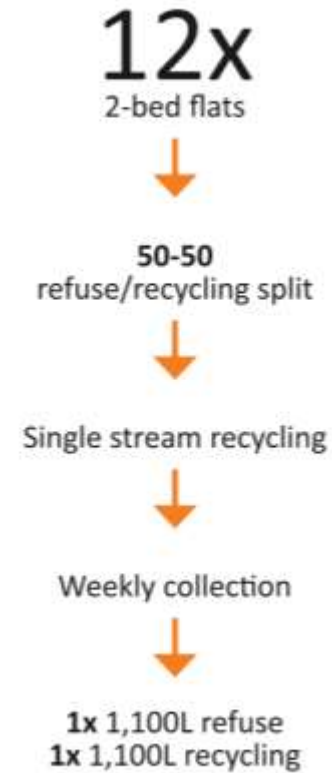 12x
2-bed flats
50-50
refuse/recycling split
Single stream recycling
Weekly collection
1x 1,100L refuse
1x 1,100L recycling